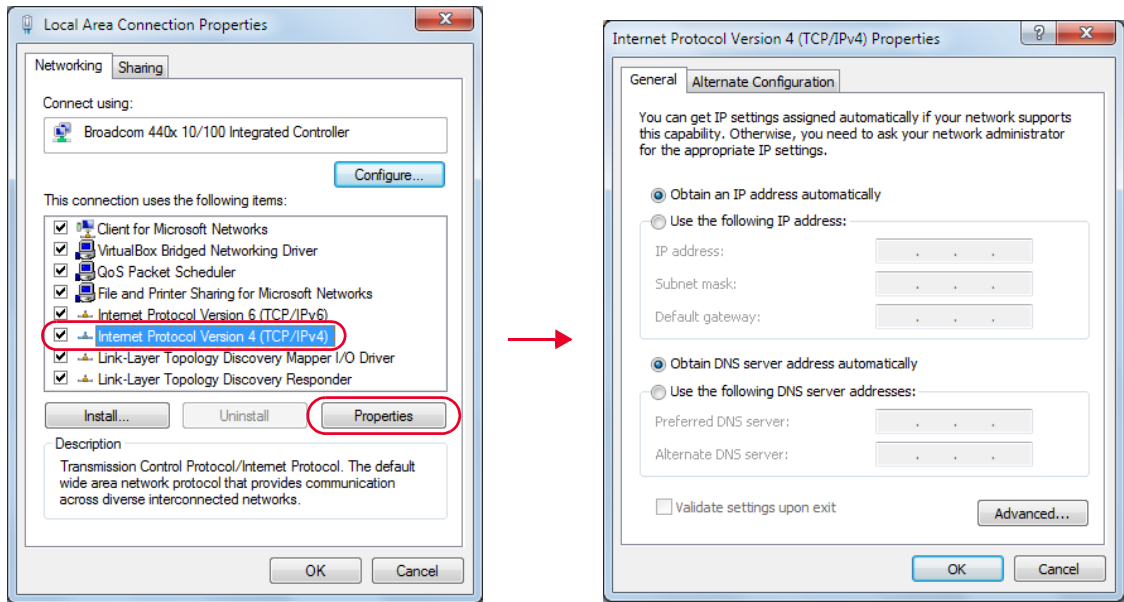 Local Area Connection Properties
Networking
Sharing
Connect using:
Broadcom 440x 10/100 Integrated Controller
Configure...
This connection uses the following items:
Client for Microsoft Networks
VirtualBox Bridged Networking Driver
QoS Packet Scheduler
File and Printer Sharing for Microsoft Networks
Internet Protocol Version 6 (TCP/IPv6)
Internet Protocol Version 4 (TCP/IPv4)
Link-Layer Topology Discovery Mapper I/O Driver
Link-Layer Topology Discovery Responder
Install...
Uninstall
Properties
Description
Transmission Control Protocol/Internet Protocol. The default
wide area network protocol that provides communication
across diverse interconnected networks.
OK
Cancel
Internet Protocol Version 4 (TCP/IPv4) Properties
General
Alternate Configuration
You can get IP settings assigned automatically if your network supports
this capability. Otherwise, you need to ask your network administrator
for the appropriate IP settings.
Obtain an IP address automatically
Use the following IP address:
IP address:
Subnet mask:
Default gateway:
Obtain DNS server address automatically
Use the following DNS server addresses:
Preferred DNS server:
Alternate DNS server:
Validate settings upon exit
Advanced...
OK
Cancel